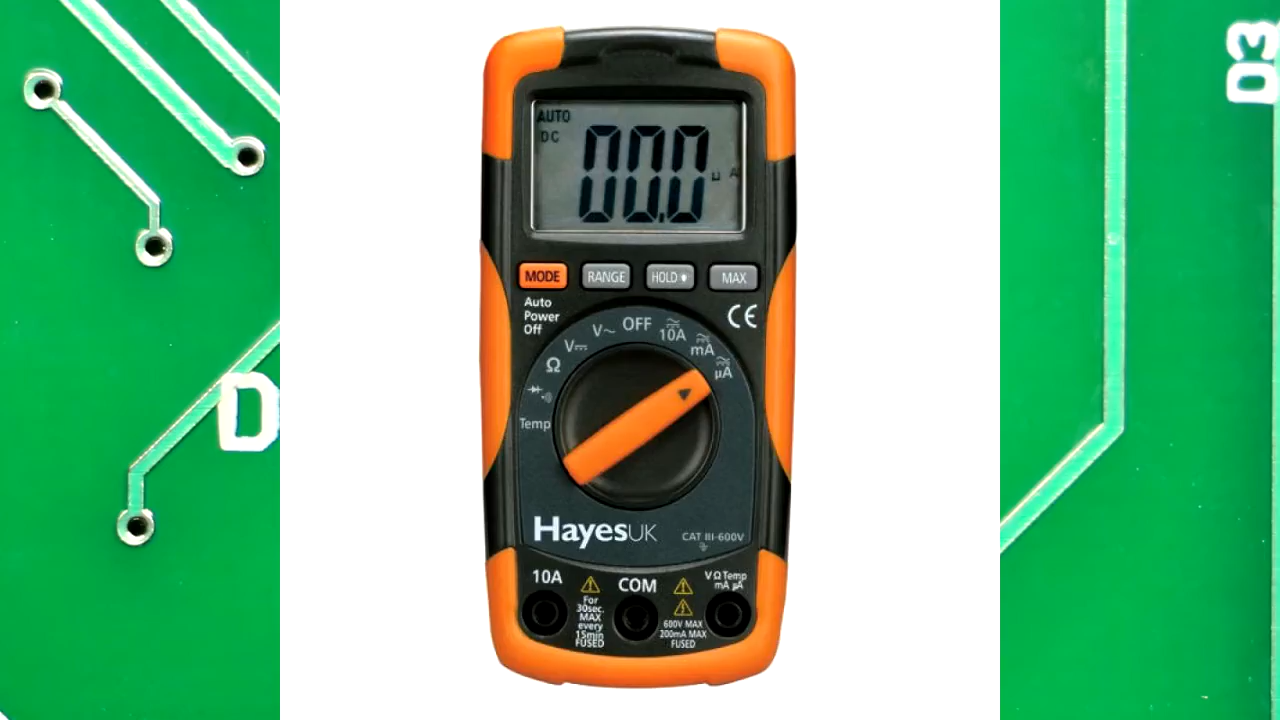 D3
D
AUTO
DC
00.0
µ A
MODE RANGE HOLD MAX
Auto
Power
Off
CE
OFF
V~
10A
V
mA
Ω
µA
Temp
HayesUK
CAT III-600V
10A
For
30sec.
MAX
every
15min
FUSED
COM
600V MAX
200mA MAX
FUSED
VΩTemp
mA µA